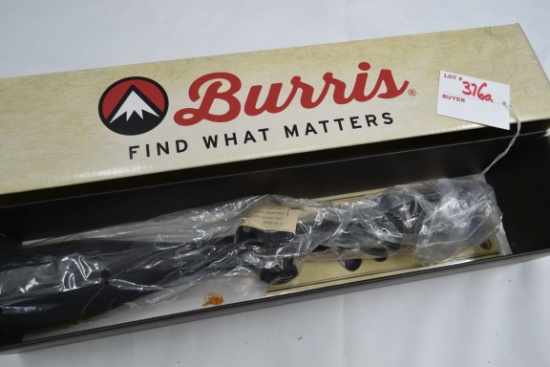 Burris®
FIND WHAT MATTERS
LOT # 376a
BUYER